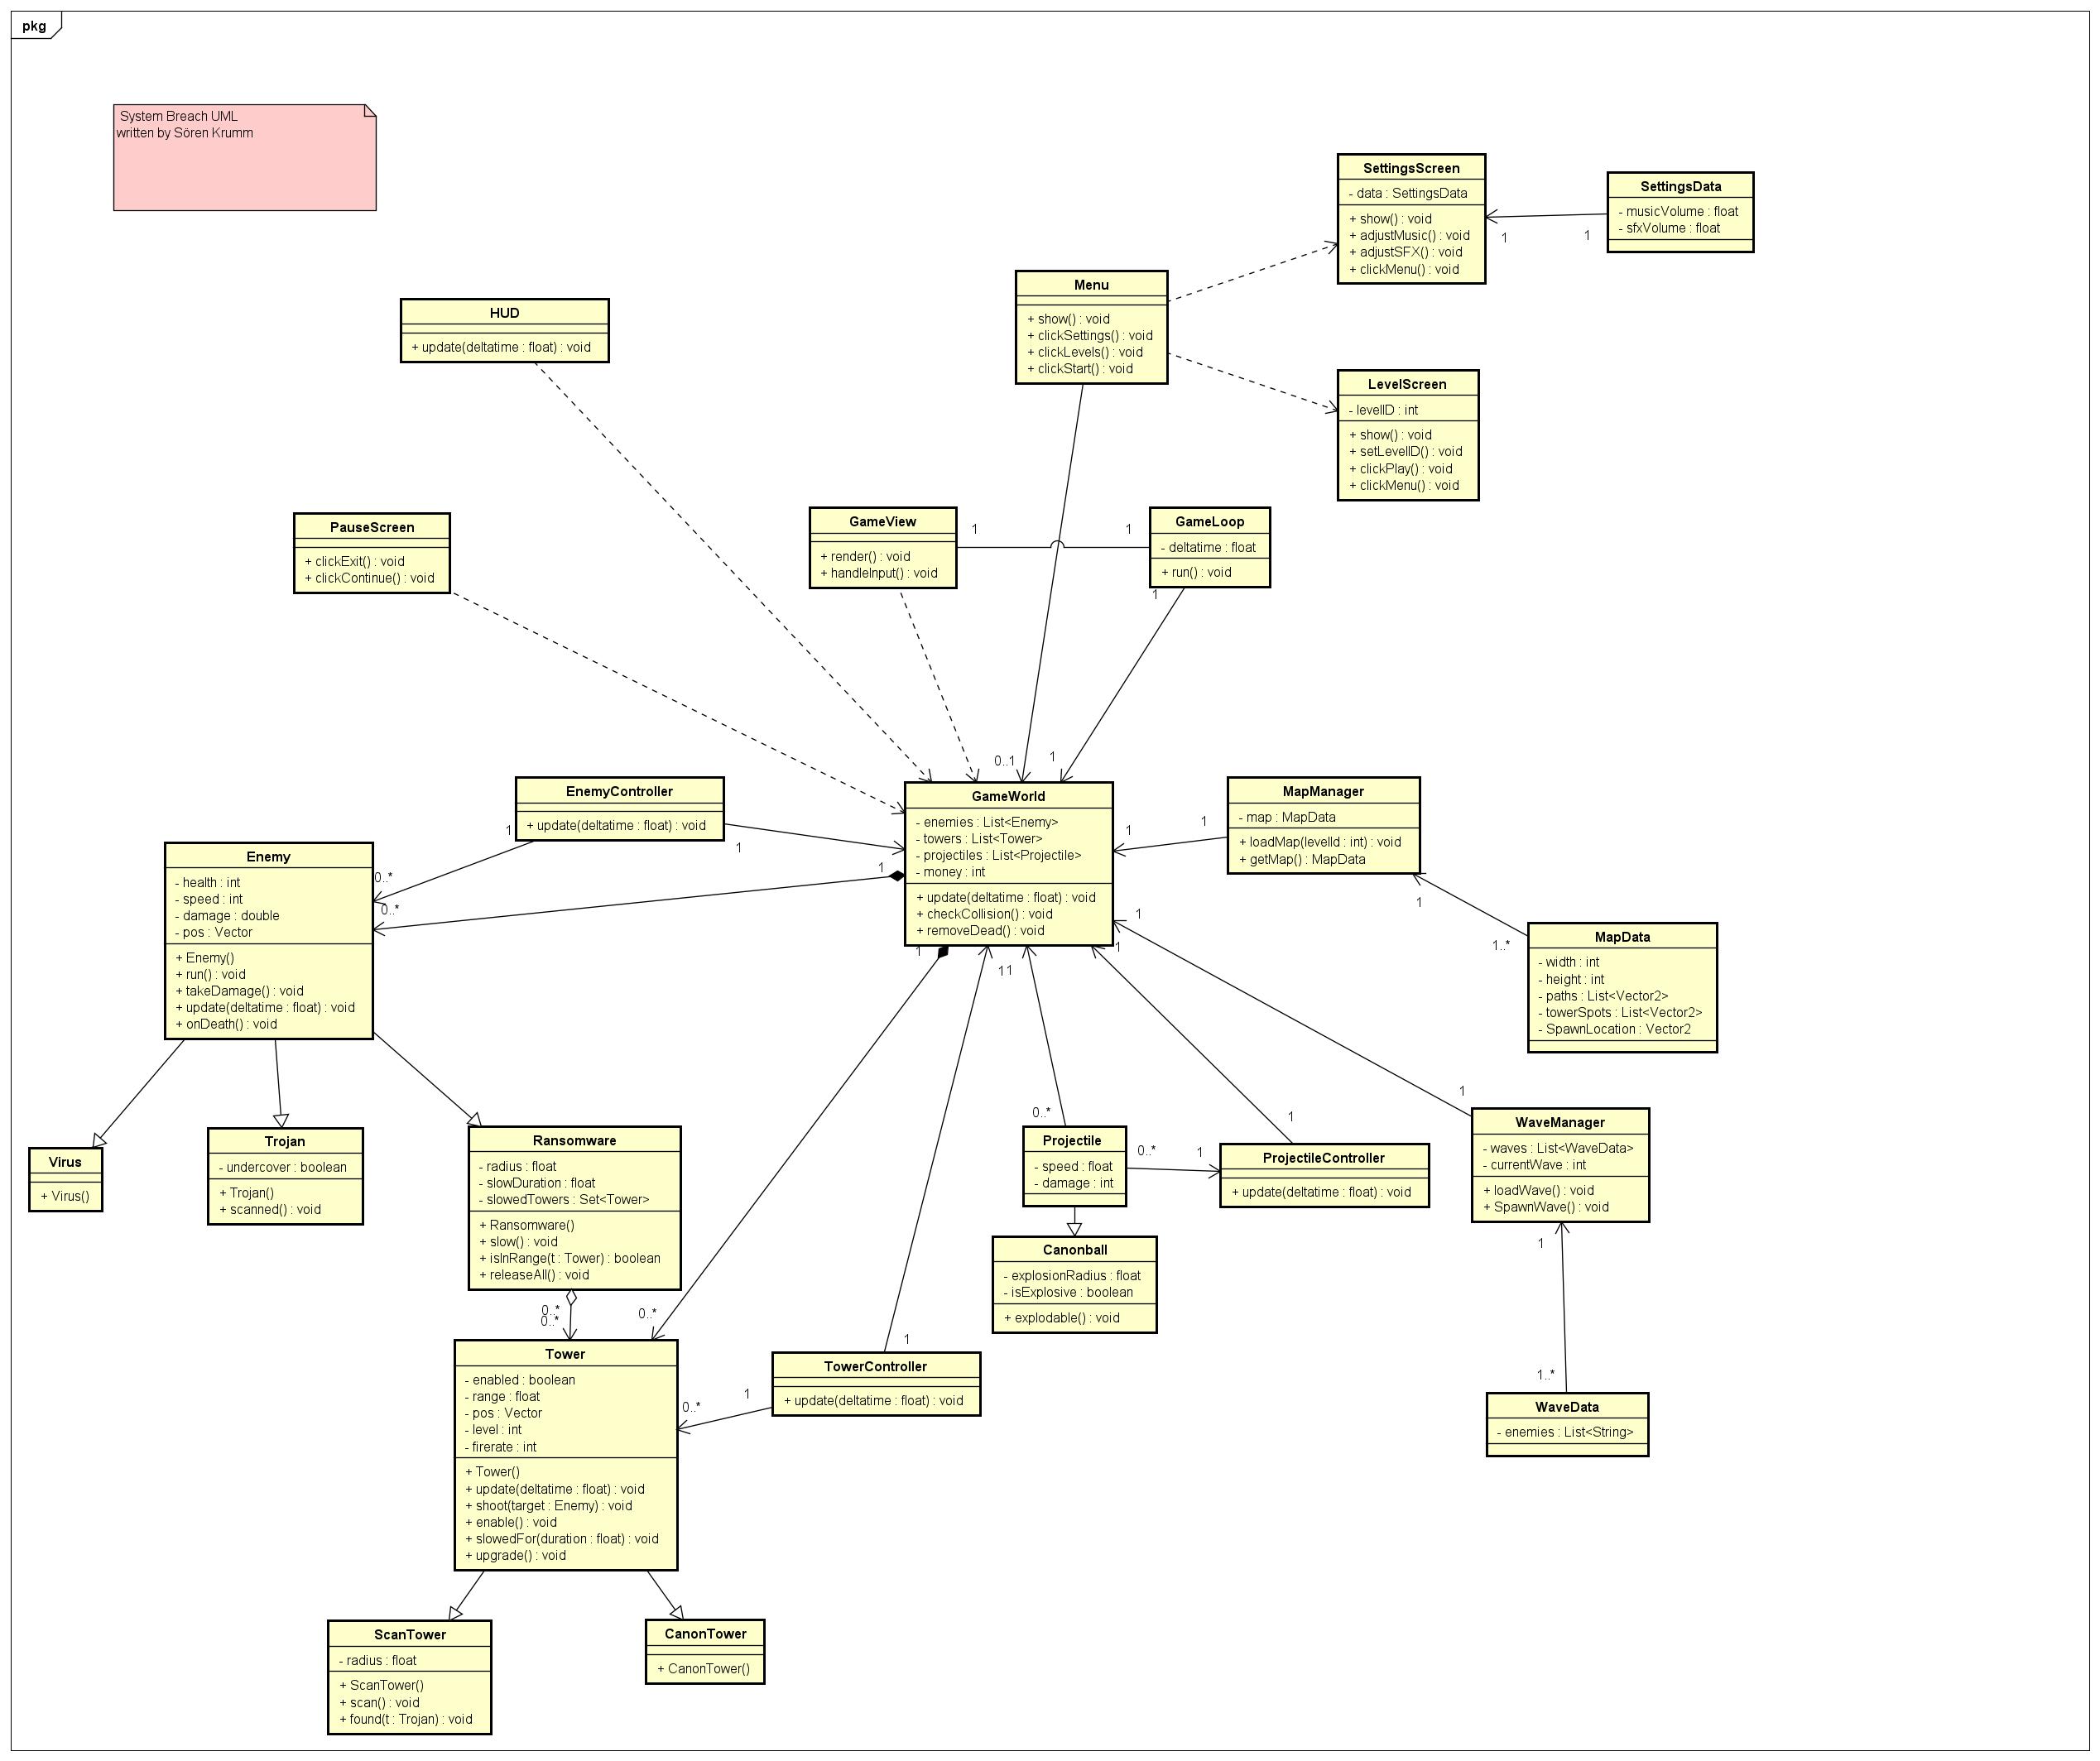 pkg
System Breach UML
written by Sören Krumm
SettingsScreen
- data : SettingsData
+ show() : void
+ adjustMusic() : void
+ adjustSFX() : void
+ clickMenu() : void
1
1
SettingsData
- musicVolume : float
- sfxVolume : float
Menu
+ show() : void
+ clickSettings() : void
+ clickLevels() : void
+ clickStart() : void
HUD
+ update(deltatime : float) : void
LevelScreen
- levelID : int
+ show() : void
+ setLevelID() : void
+ clickPlay() : void
+ clickMenu() : void
PauseScreen
+ clickExit() : void
+ clickContinue() : void
GameView
+ render() : void
+ handleInput() : void
1
1
GameLoop
- deltatime : float
+ run() : void
1
0..1
1
EnemyController
+ update(deltatime : float) : void
1
1
GameWorld
- enemies : List<Enemy>
- towers : List<Tower>
- projectiles : List<Projectile>
- money : int
+ update(deltatime : float) : void
+ checkCollision() : void
+ removeDead() : void
1
1
MapManager
- map : MapData
+ loadMap(levelId : int) : void
+ getMap() : MapData
1
1..*
MapData
- width : int
- height : int
- paths : List<Vector2>
- towerSpots : List<Vector2>
- SpawnLocation : Vector2
Enemy
- health : int
- speed : int
- damage : double
- pos : Vector
+ Enemy()
+ run() : void
+ takeDamage() : void
+ update(deltatime : float) : void
+ onDeath() : void
0..*
0..*
1
1
1
1
11
Virus
+ Virus()
Trojan
- undercover : boolean
+ Trojan()
+ scanned() : void
Ransomware
- radius : float
- slowDuration : float
- slowedTowers : Set<Tower>
+ Ransomware()
+ slow() : void
+ isInRange(t : Tower) : boolean
+ releaseAll() : void
0..*
Projectile
- speed : float
- damage : int
0..*
1
1
ProjectileController
+ update(deltatime : float) : void
1
WaveManager
- waves : List<WaveData>
- currentWave : int
+ loadWave() : void
+ SpawnWave() : void
1
1..*
WaveData
- enemies : List<String>
Canonball
- explosionRadius : float
- isExplosive : boolean
+ explodable() : void
0..*
0..*
0..*
Tower
- enabled : boolean
- range : float
- pos : Vector
- level : int
- firerate : int
+ Tower()
+ update(deltatime : float) : void
+ shoot(target : Enemy) : void
+ enable() : void
+ slowedFor(duration : float) : void
+ upgrade() : void
0..*
1
1
TowerController
+ update(deltatime : float) : void
ScanTower
- radius : float
+ ScanTower()
+ scan() : void
+ found(t : Trojan) : void
CanonTower
+ CanonTower()